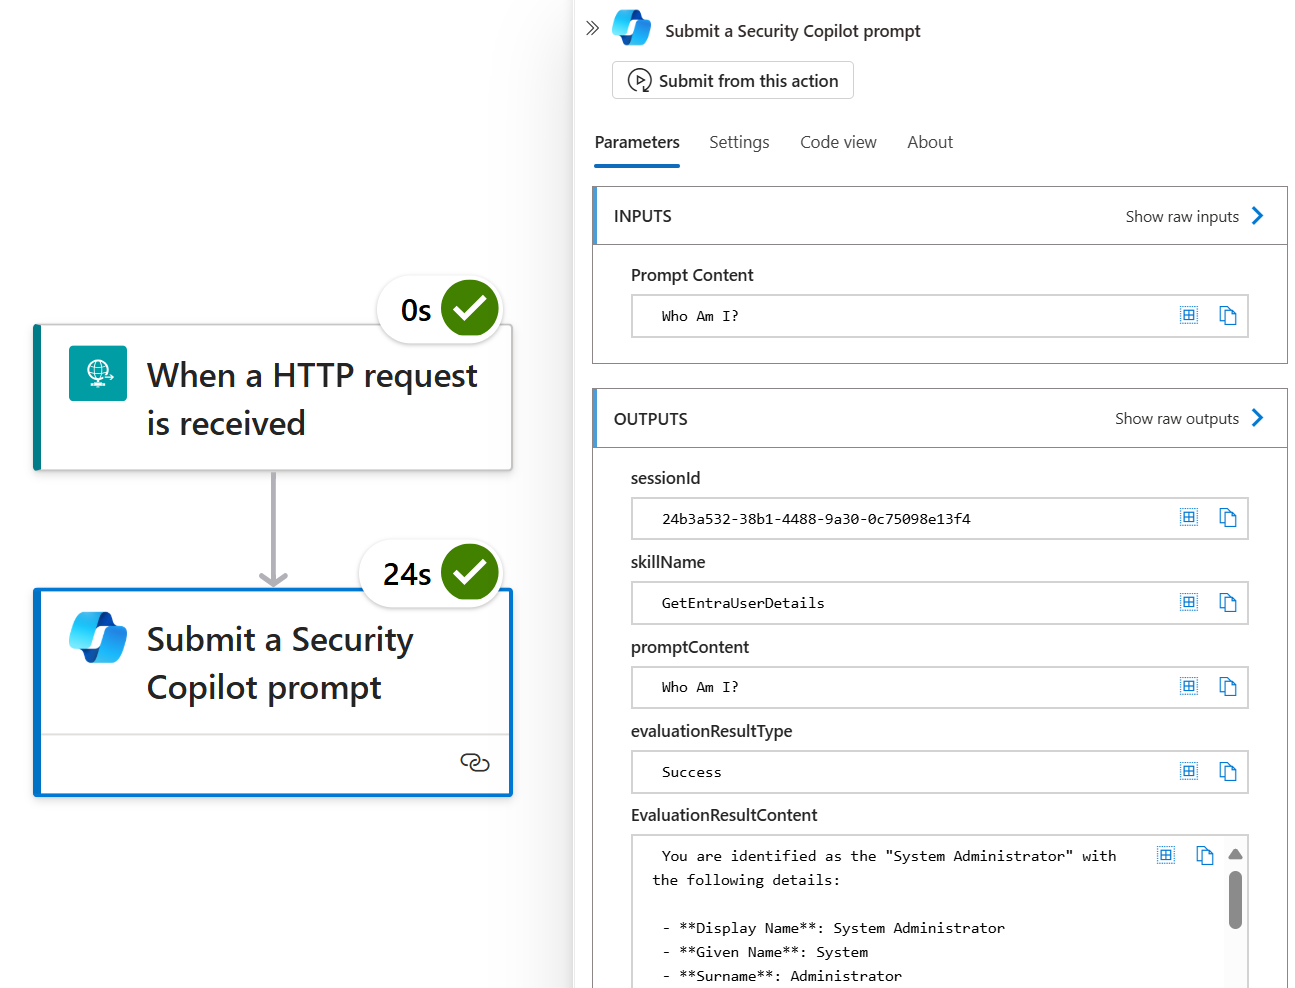 0s
When a HTTP request
is received
24s
Submit a Security
Copilot prompt
Submit a Security Copilot prompt
Submit from this action
Parameters Settings Code view About
INPUTS Show raw inputs
Prompt Content
Who Am I?
OUTPUTS Show raw outputs
sessionId
24b3a532-38b1-4488-9a30-0c75098e13f4
skillName
GetEntraUserDetails
promptContent
Who Am I?
evaluationResultType
Success
EvaluationResultContent
You are identified as the "System Administrator" with
the following details:
- **Display Name**: System Administrator
- **Given Name**: System
- **Surname**: Administrator